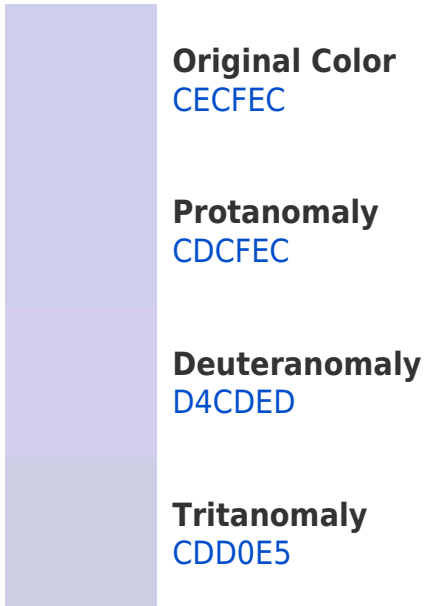 Original Color
CECFEC
Protanomaly
CDCFEC
Deuteranomaly
D4CDED
Tritanomaly
CDD0E5